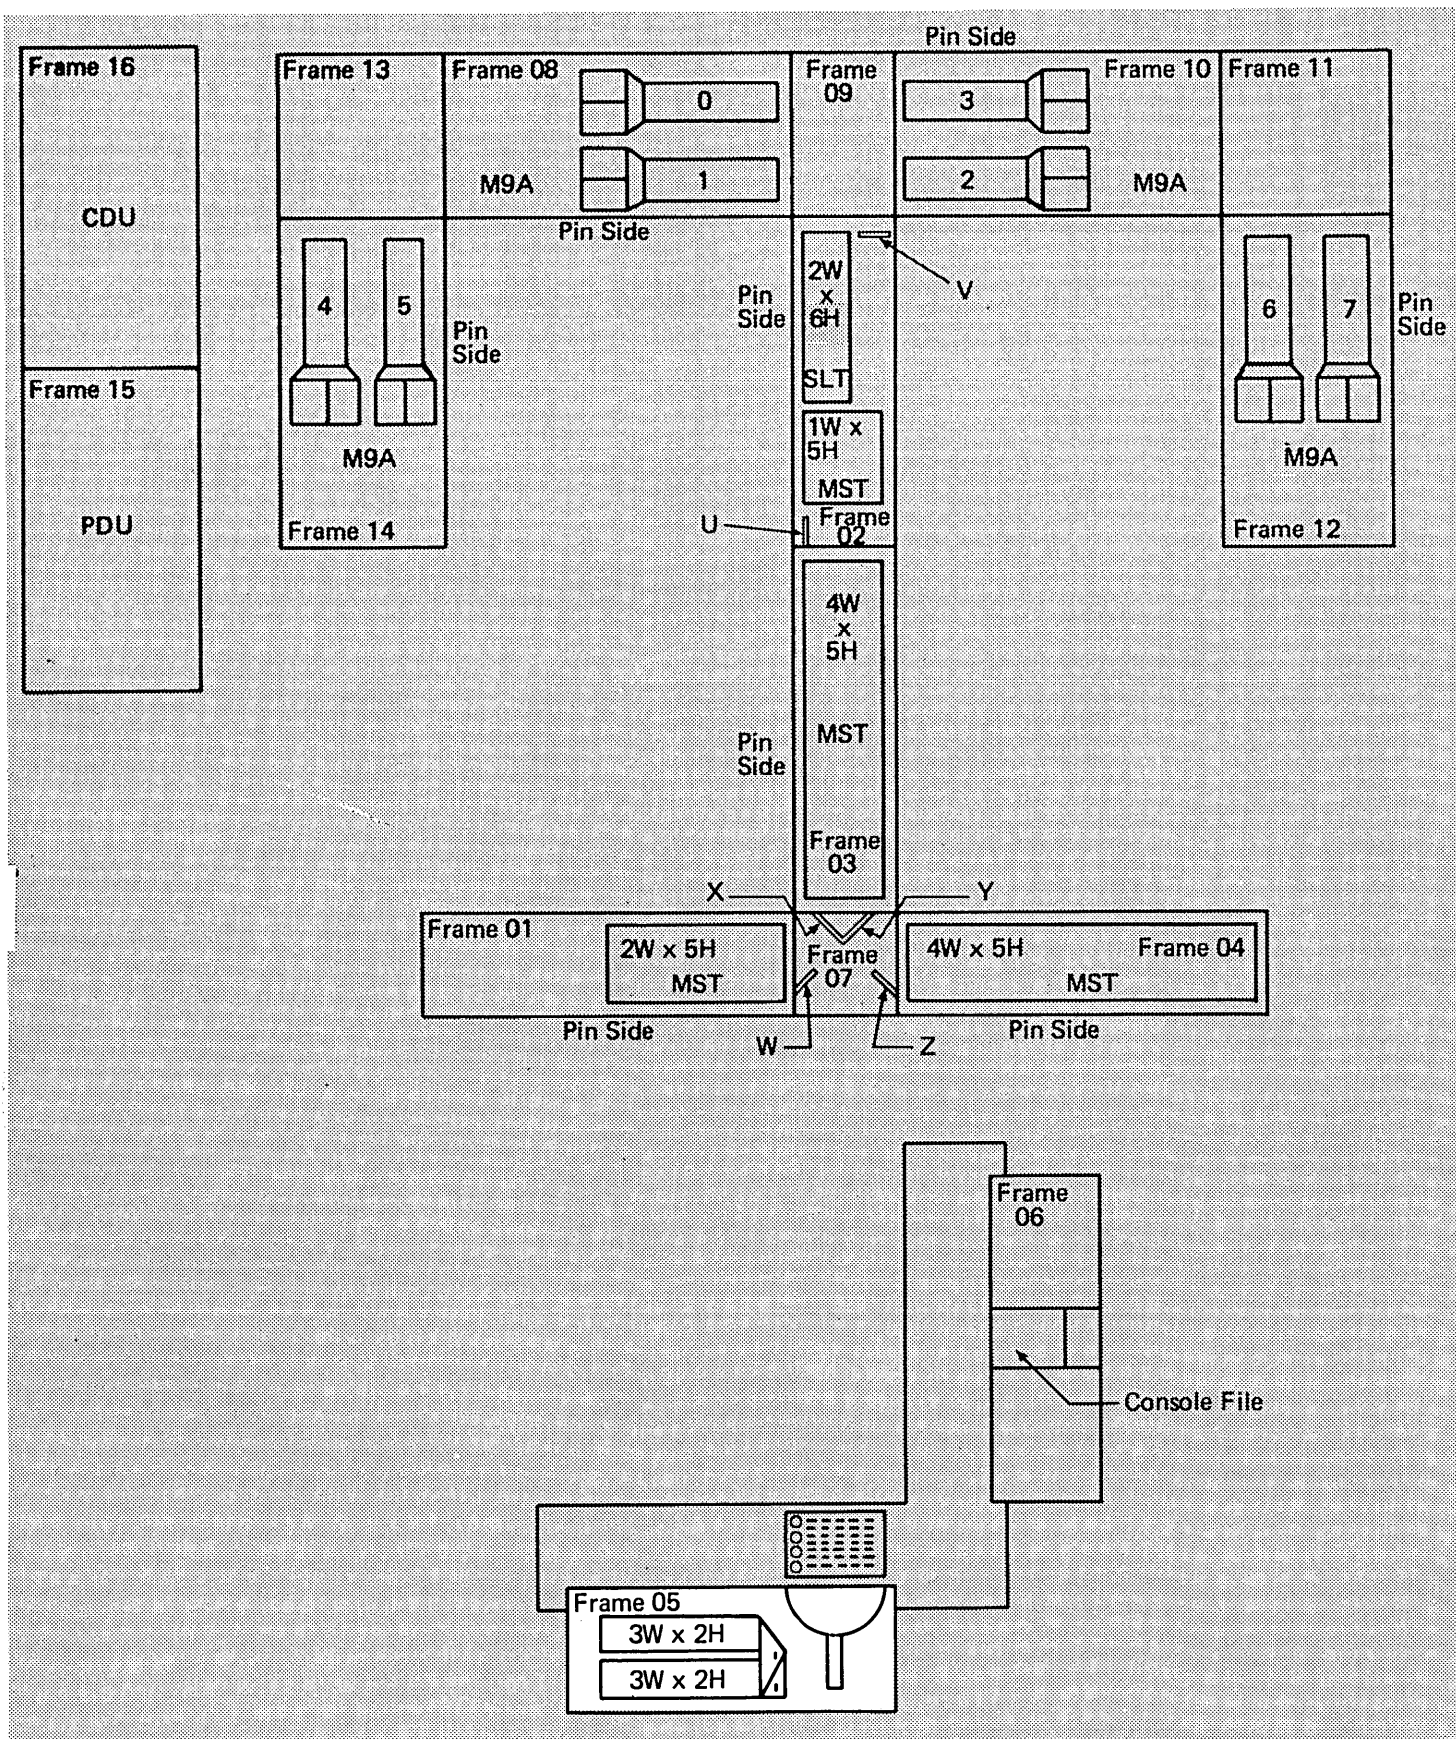 Pin Side
Frame 16
CDU
Frame 15
PDU
Frame 13
Frame 08
0
1
M9A
Pin Side
Frame
09
3
2
Frame 10
M9A
Frame 11
4
5
Pin
Side
M9A
Frame 14
Pin
Side
2W
x
6H
SLT
V
1W x
5H
MST
U
Frame
02
6
7
Pin
Side
M9A
Frame 12
4W
x
5H
MST
Pin
Side
Frame
03
X
Y
Frame 01
2W x 5H
MST
Pin Side
Frame
07
W
Z
4W x 5H
Frame 04
MST
Pin Side
Frame
06
Console File
Frame 05
3W x 2H
3W x 2H